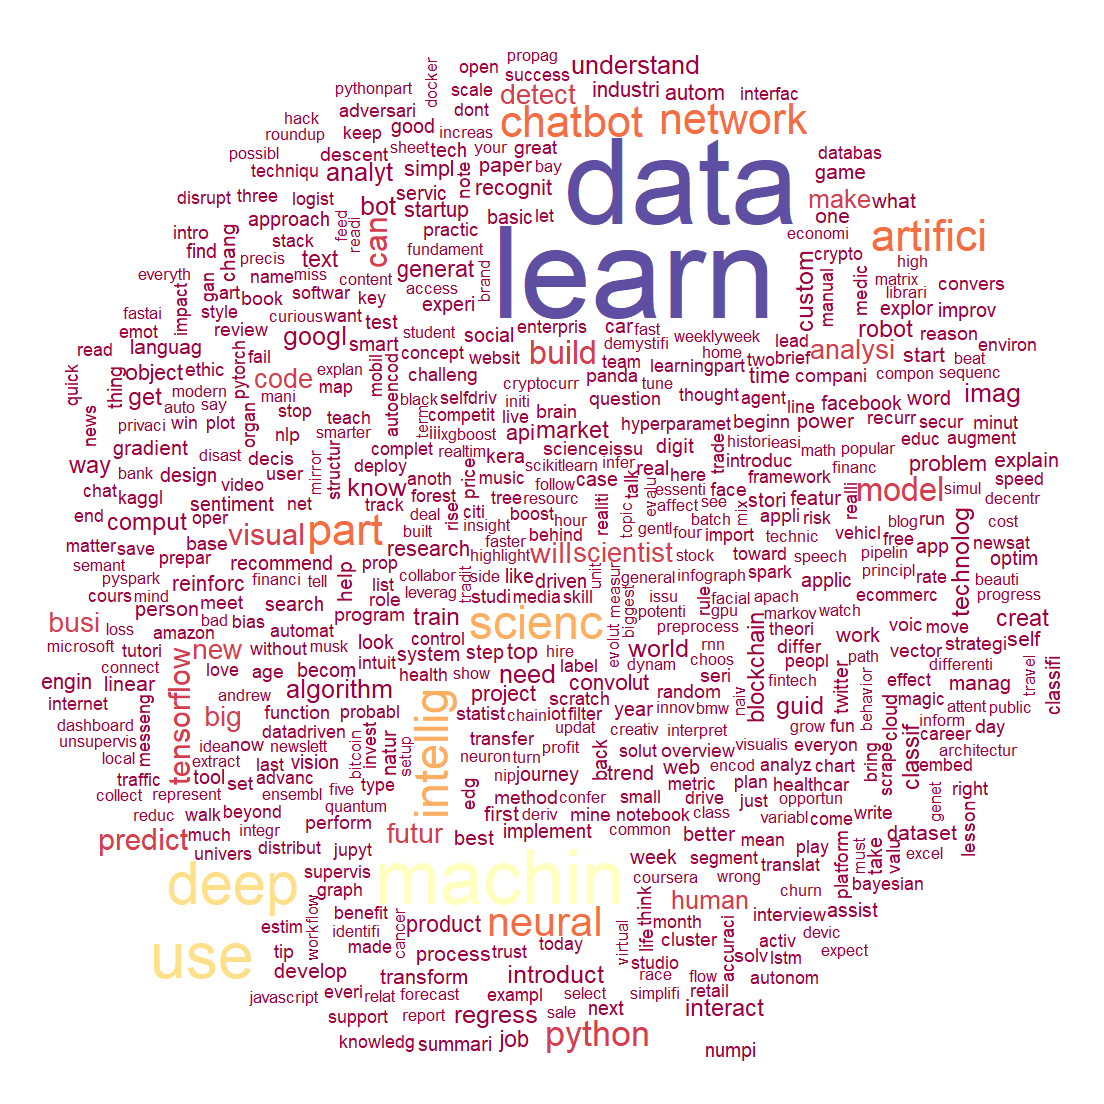 propag
open
understand
success
pythonpart
docker
scale
detect
industri
autom
interfac
adversari
dont
chatbot
network
hack
roundup
keep
good
increas
possibl
descent
sheet
tech
your
great
data
databas
techniqu
analyt
simpl
note
paper
bay
game
disrupt
three
logist
servic
recognit
make
what
approach
feed
readi
bot
startup
basic
let
one
artifici
intro
stack
can
practic
learn
economi
find
chang
precis
text
fundament
crypto
high
everyth
name
miss
content
generat
access
brand
custom
manual
medic
matrix
convers
impact
gan
art
book
softwar
key
experi
librari
explor
improv
fastai
style
curious
want
test
student
social
enterpris
car
fast
weeklyweek
lead
robot
reason
emot
review
googl
smart
concept
websit
build
demystifi
home
analysi
start
beat
environ
read
languag
fail
explan
team
learningpart
two
brief
quick
object
ethic
pytorch
code
map
mobil
autoencod
challeng
cryptocurr
panda
time
compani
compon
sequenc
thing
get
modern
mani
black
selfdriv
initi
tune
thought
agent
imag
news
auto
say
organ
stop
teach
term
competit
live
brain
question
line
facebook
word
privaci
win
plot
nlp
smarter
iii
xgboost
api
market
hyperparamet
beginn
power
recurr
secur
minut
gradient
disast
decis
structur
complet
realtim
kera
scienceissu
digit
trade
histori
easi
math
popular
educ
augment
way
bank
design
user
mirror
deploy
price
scikitlearn
infer
real
introduc
financ
problem
explain
chat
kaggl
video
know
anoth
music
follow
case
talk
evalu
here
framework
speed
sentiment
net
forest
tree
resourc
realiti
essenti
face
stori
featur
realli
model
simul
decentr
end
comput
oper
track
deal
rise
citi
boost
hour
topic
affect
see
mix
appli
risk
blog
run
cost
visual
part
built
insight
behind
gentl
batch
four
import
technic
vehicl
free
app
technolog
newsat
matter
save
base
research
faster
highlight
will
scientist
stock
toward
speech
pipelin
optim
semant
prepar
recommend
help
prop
collabor
tradit
side
like
driven
unit
measur
general
infograph
spark
applic
principl
rate
beauti
pyspark
reinforc
financi
tell
list
leverag
studi
media
skill
biggest
issu
rule
facial
apach
ecommerc
progress
cours
mind
person
meet
search
role
program
train
scienc
evolut
potenti
gpu
markov
watch
creat
busi
loss
bad
bias
automat
control
preprocess
theori
voic
move
strategi
self
microsoft
tutori
amazon
new
without
musk
look
system
step
top
hire
world
rnn
differ
work
vector
connect
love
age
becom
intuit
health
show
need
label
dynam
choos
peopl
path
differenti
travel
classifi
engin
linear
tensorflow
andrew
algorithm
intellig
project
convolut
scratch
random
seri
naiv
blockchain
fintech
twitter
behavior
effect
manag
internet
messeng
big
function
probabl
statist
chain
iot
filter
year
innov
bmw
guid
magic
attent
public
dashboard
datadriven
invest
natur
updat
creativ
interpret
grow
fun
cloud
inform
career
day
unsupervis
idea
now
newslett
setup
transfer
profit
solut
overview
visualis
everyon
classif
architectur
local
extract
last
vision
bitcoin
neuron
turn
back
trend
web
encod
analyz
chart
bring
scrape
embed
traffic
tool
set
advanc
type
edg
nip
journey
metric
plan
healthcar
right
collect
represent
ensembl
five
quantum
method
confer
small
drive
just
opportun
genet
lesson
reduc
walk
beyond
perform
first
deriv
mine
notebook
class
variabl
come
write
predict
much
integr
futur
best
implement
common
better
mean
play
platform
must
take
valu
dataset
excel
univers
distribut
jupyt
week
segment
translat
deep
supervis
machin
coursera
wrong
churn
bayesian
graph
think
human
interview
assist
estim
workflow
benefit
cancer
product
neural
virtual
life
month
accuraci
devic
use
identifi
today
cluster
activ
expect
tip
made
process
trust
studio
solv
lstm
develop
transform
introduct
race
flow
autonom
javascript
everi
relat
forecast
exampl
select
simplifi
retail
support
report
regress
sale
next
interact
knowledg
summari
job
python
numpi